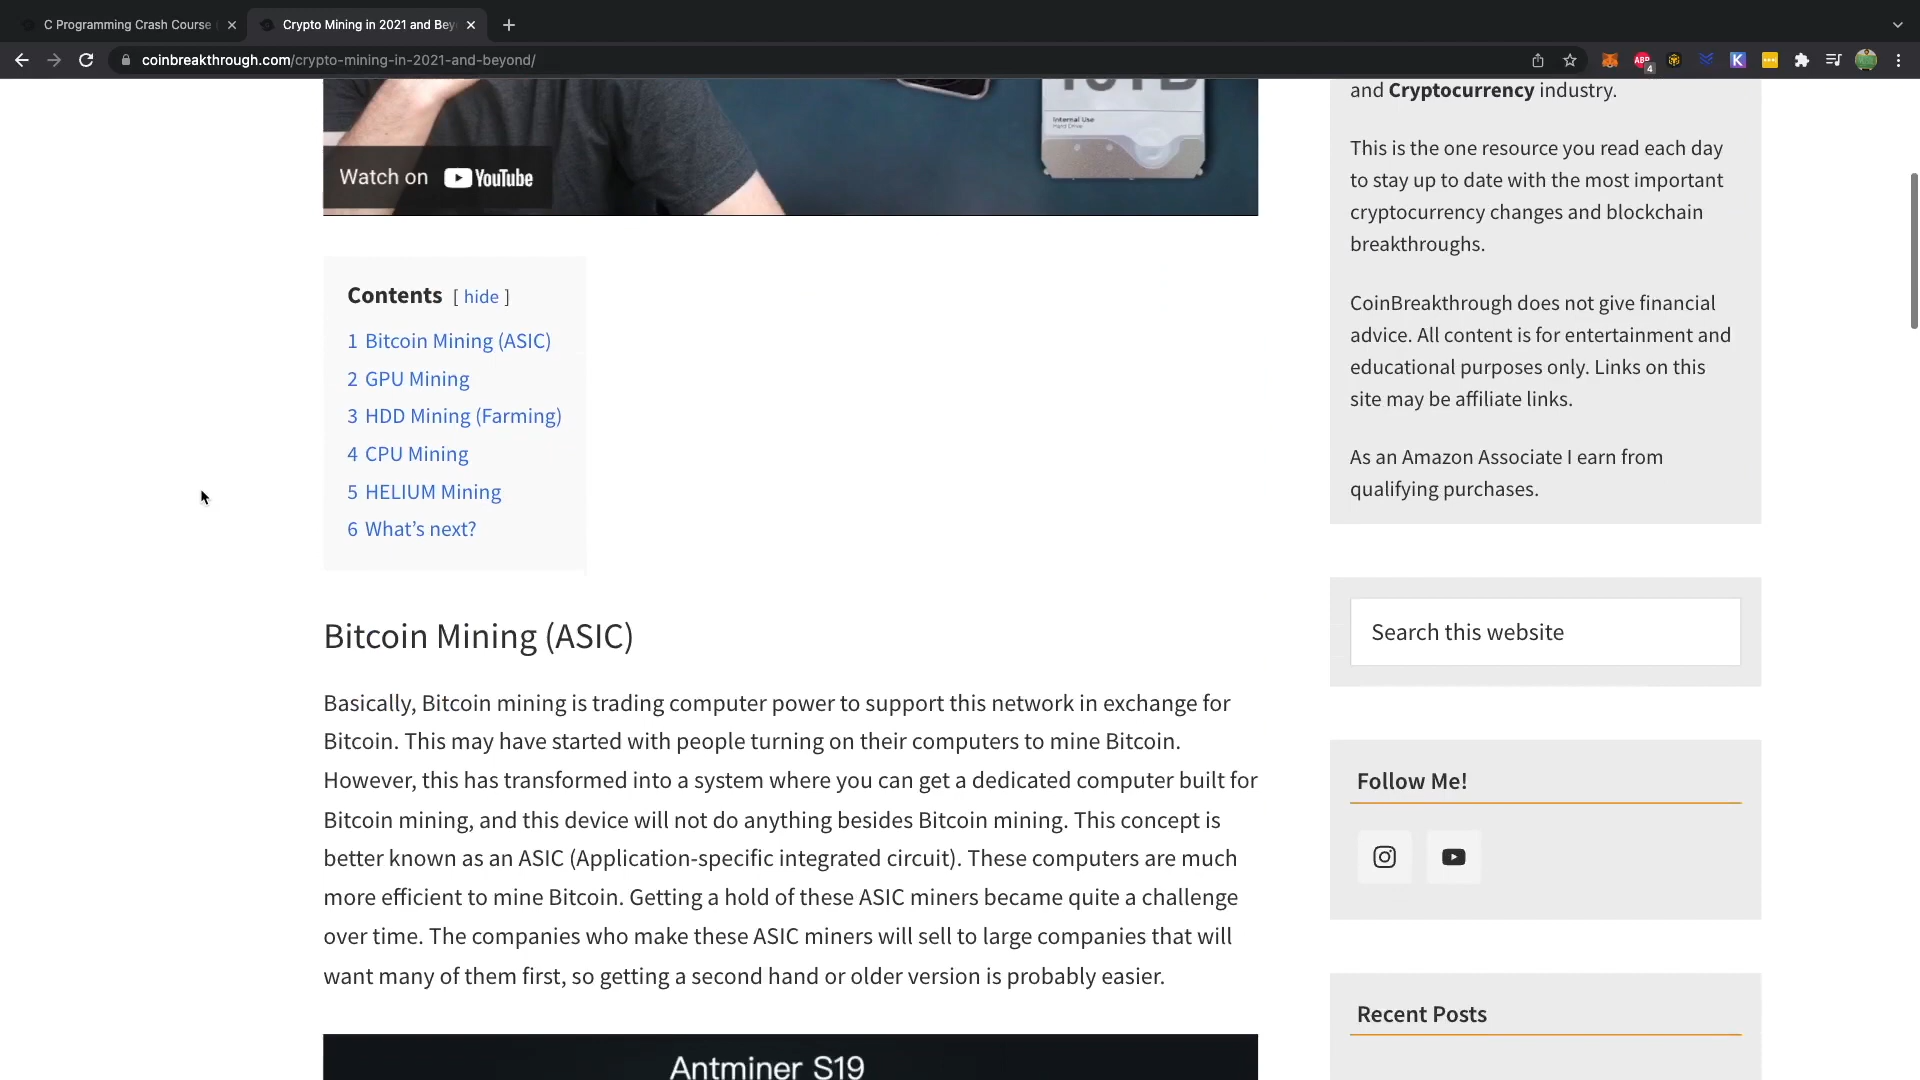 C Programming Crash Course
Crypto Mining in 2021 and Bey
coinbreakthrough.com/crypto-mining-in-2021-and-beyond/
ABP
4
K
Internal Use
Hard Drive
Watch on YouTube
Contents [ hide ]
1 Bitcoin Mining (ASIC)
2 GPU Mining
3 HDD Mining (Farming)
4 CPU Mining
5 HELIUM Mining
6 What's next?
Bitcoin Mining (ASIC)
Basically, Bitcoin mining is trading computer power to support this network in exchange for
Bitcoin. This may have started with people turning on their computers to mine Bitcoin.
However, this has transformed into a system where you can get a dedicated computer built for
Bitcoin mining, and this device will not do anything besides Bitcoin mining. This concept is
better known as an ASIC (Application-specific integrated circuit). These computers are much
more efficient to mine Bitcoin. Getting a hold of these ASIC miners became quite a challenge
over time. The companies who make these ASIC miners will sell to large companies that will
want many of them first, so getting a second hand or older version is probably easier.
Antminer S19
and Cryptocurrency industry.
This is the one resource you read each day
to stay up to date with the most important
cryptocurrency changes and blockchain
breakthroughs.
CoinBreakthrough does not give financial
advice. All content is for entertainment and
educational purposes only. Links on this
site may be affiliate links.
As an Amazon Associate I earn from
qualifying purchases.
Search this website
Follow Me!
Recent Posts